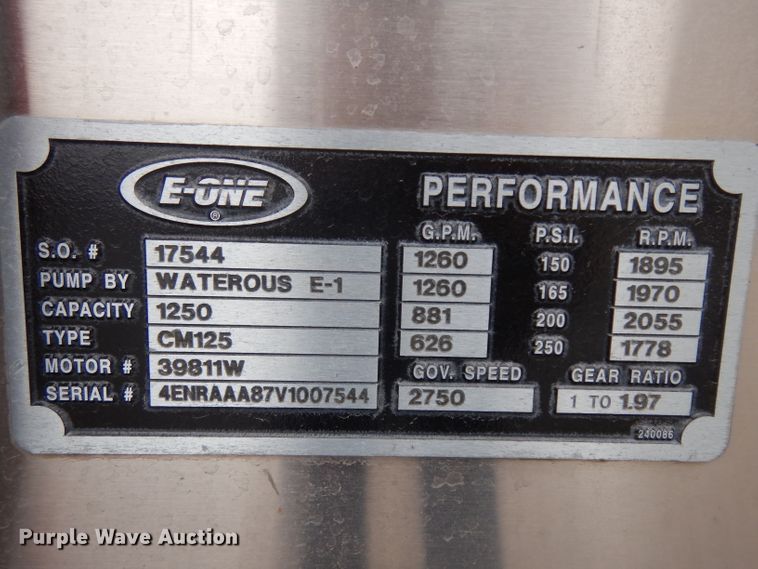 E-ONE
®
PERFORMANCE
G.P.M. P.S.I. R.P.M.
S.O. # 17544 1260 150 1895
PUMP BY WATEROUS E-1 1260 165 1970
CAPACITY 1250 881 200 2055
TYPE CM125 626 250 1778
MOTOR # 39811W GOV. SPEED GEAR RATIO
SERIAL # 4ENRAAA87V1007544 2750 1 TO 1.97
240086
Purple Wave Auction